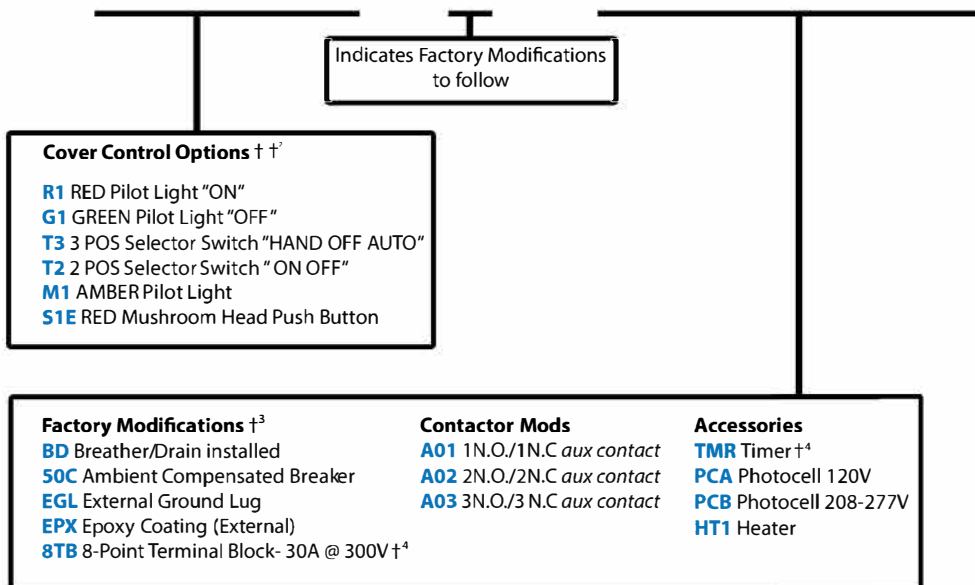 Indicates Factory Modifications
to follow
Cover Control Options † †²
R1 RED Pilot Light "ON"
G1 GREEN Pilot Light "OFF"
T3 3 POS Selector Switch "HAND OFF AUTO"
T2 2 POS Selector Switch " ON OFF"
M1 AMBER Pilot Light
S1E RED Mushroom Head Push Button
Factory Modifications †³
BD Breather/Drain installed
50C Ambient Compensated Breaker
EGL External Ground Lug
EPX Epoxy Coating (External)
8TB 8-Point Terminal Block- 30A @ 300V †⁴
Contactor Mods
A01 1N.O./1N.C aux contact
A02 2N.O./2N.C aux contact
A03 3N.O./3 N.C aux contact
Accessories
TMR Timer †⁴
PCA Photocell 120V
PCB Photocell 208-277V
HT1 Heater